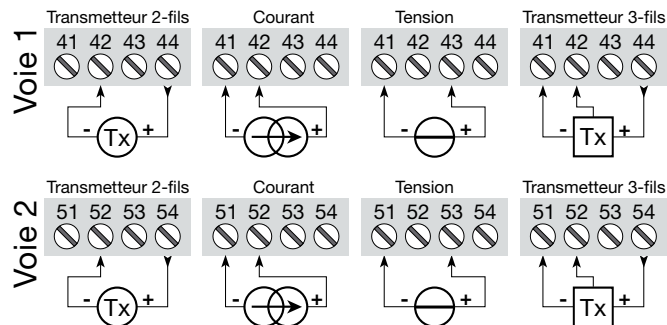 Voie 1
Transmetteur 2-fils Courant Tension Transmetteur 3-fils
41 42 43 44 41 42 43 44 41 42 43 44 41 42 43 44
- Tx + - + - + - Tx +
Voie 2
Transmetteur 2-fils Courant Tension Transmetteur 3-fils
51 52 53 54 51 52 53 54 51 52 53 54 51 52 53 54
- Tx + - + - + - Tx +